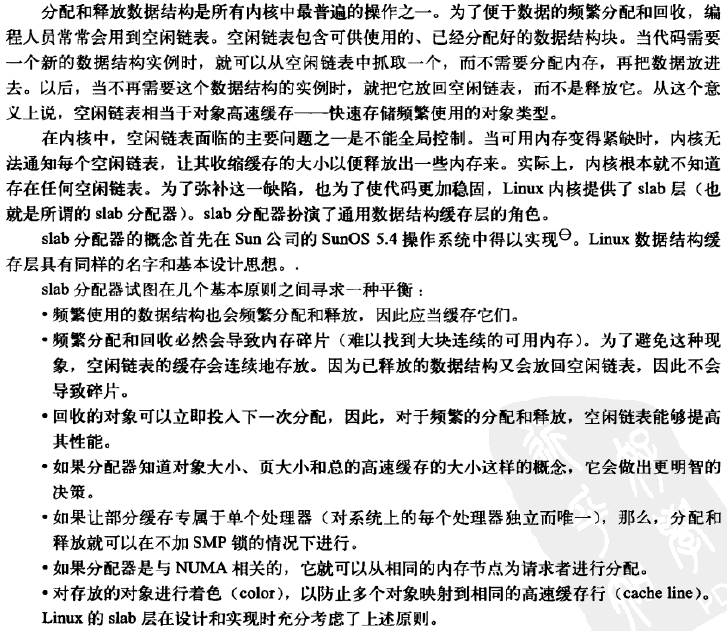 分配和释放数据结构是所有内核中最普遍的操作之一。为了便于数据的频繁分配和回收，编
程人员常常会用到空闲链表。空闲链表包含可供使用的、已经分配好的数据结构块。当代码需要
一个新的数据结构实例时，就可以从空闲链表中抓取一个，而不需要分配内存，再把数据放进
去。以后，当不再需要这个数据结构的实例时，就把它放回空闲链表，而不是释放它。从这个意
义上说，空闲链表相当于对象高速缓存——快速存储频繁使用的对象类型。
在内核中，空闲链表面临的主要问题之一是不能全局控制。当可用内存变得紧缺时，内核无
法通知每个空闲链表，让其收缩缓存的大小以便释放出一些内存来。实际上，内核根本就不知道
存在任何空闲链表。为了弥补这一缺陷，也为了使代码更加稳固，Linux 内核提供了 slab 层（也
就是所谓的 slab 分配器）。slab 分配器扮演了通用数据结构缓存层的角色。
slab 分配器的概念首先在 Sun 公司的 SunOS 5.4 操作系统中得以实现⊖。Linux 数据结构缓
存层具有同样的名字和基本设计思想。.
slab 分配器试图在几个基本原则之间寻求一种平衡：
• 频繁使用的数据结构也会频繁分配和释放，因此应当缓存它们。
• 频繁分配和回收必然会导致内存碎片（难以找到大块连续的可用内存）。为了避免这种现
象，空闲链表的缓存会连续地存放。因为已释放的数据结构又会放回空闲链表，因此不会
导致碎片。
• 回收的对象可以立即投入下一次分配，因此，对于频繁的分配和释放，空闲链表能够提高
其性能。
• 如果分配器知道对象大小、页大小和总的高速缓存的大小这样的概念，它会做出更明智的
决策。
• 如果让部分缓存专属于单个处理器（对系统上的每个处理器独立而唯一），那么，分配和
释放就可以在不加 SMP 锁的情况下进行。
• 如果分配器是与 NUMA 相关的，它就可以从相同的内存节点为请求者进行分配。
• 对存放的对象进行着色（color），以防止多个对象映射到相同的高速缓存行（cache line）。
Linux 的 slab 层在设计和实现时充分考虑了上述原则。